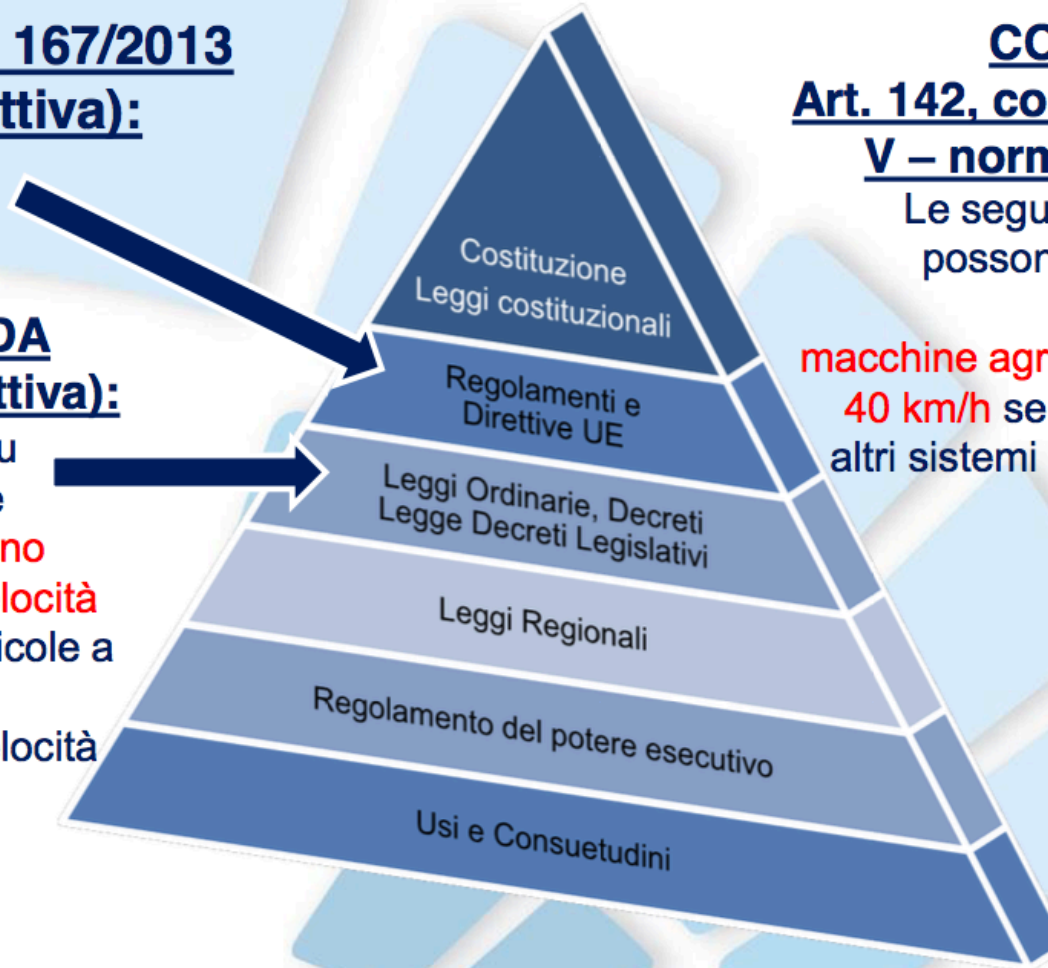 167/2013
ttiva):
DA
ttiva):
u
e
no
locità
icole a
locità
Costituzione
Leggi costituzionali
Regolamenti e
Direttive UE
Leggi Ordinarie, Decreti
Legge Decreti Legislativi
Leggi Regionali
Regolamento del potere esecutivo
Usi e Consuetudini
CO
Art. 142, co
V – norm
Le segu
posson
macchine agr
40 km/h se
altri sistemi